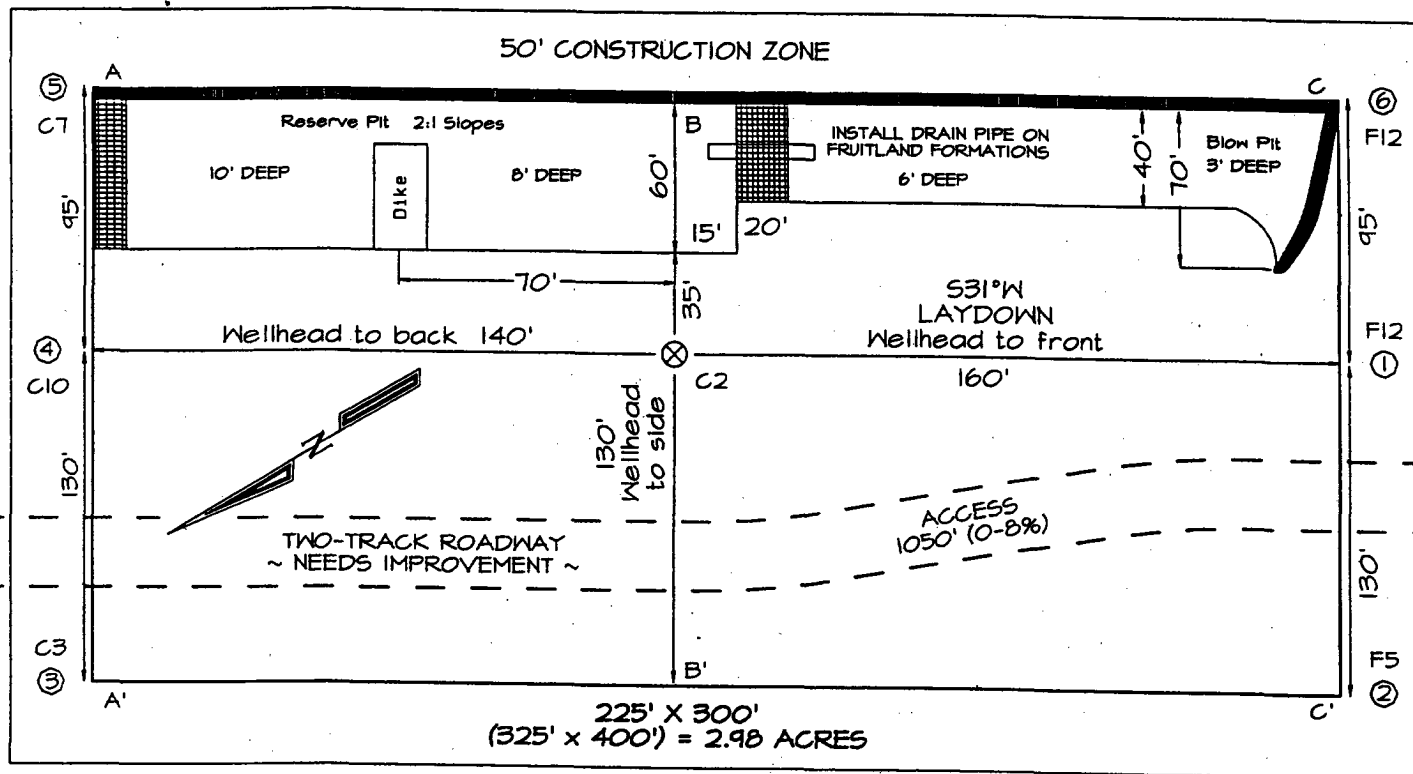 50' CONSTRUCTION ZONE
A
C
⑤
⑥
C7
Reserve Pit 2:1 Slopes
B
INSTALL DRAIN PIPE ON
FRUITLAND FORMATIONS
Blow Pit
3' DEEP
F12
10' DEEP
Dike
8' DEEP
60'
6' DEEP
40'
70'
95'
15'
20'
95'
70'
35'
S31°W
LAYDOWN
Wellhead to back 140'
Wellhead to front
F12
④
①
C10
C2
160'
130'
Wellhead
to side
N
130'
ACCESS
1050' (0-8%)
TWO-TRACK ROADWAY
~ NEEDS IMPROVEMENT ~
130'
C3
F5
③
②
A'
B'
C'
225' X 300'
(325' x 400') = 2.98 ACRES